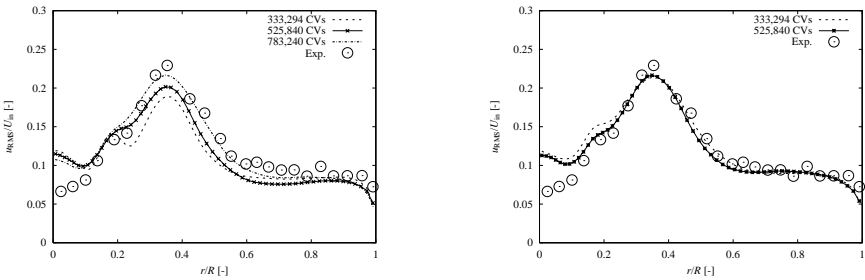 0.3
0.25
0.2
0.15
0.1
0.05
0
0 0.2 0.4 0.6 0.8 1
u_RMS/U_in [-]
r/R [-]
333,294 CVs
525,840 CVs
783,240 CVs
Exp.
0.3
0.25
0.2
0.15
0.1
0.05
0
0 0.2 0.4 0.6 0.8 1
u_RMS/U_in [-]
r/R [-]
333,294 CVs
525,840 CVs
Exp.